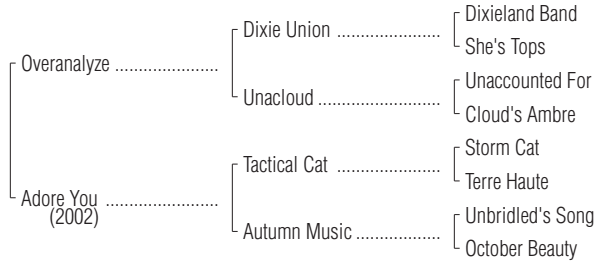 Dixieland Band
Dixie Union ....................
She's Tops
Overanalyze ....................
Unaccounted For
Unacloud ........................
Cloud's Ambre
Storm Cat
Tactical Cat ....................
Terre Haute
Adore You ......................
(2002)
Unbridled's Song
Autumn Music ................
October Beauty